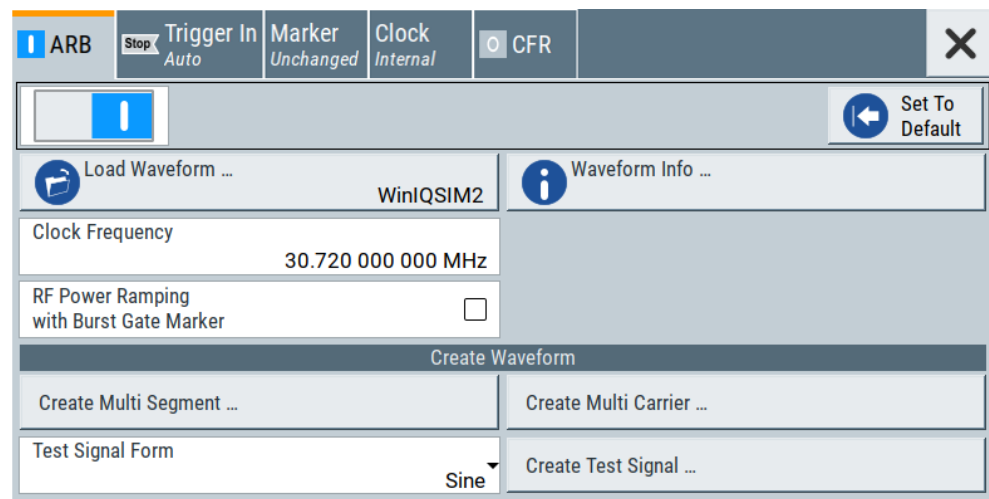 ARB
Stop
Trigger In
Auto
Marker
Unchanged
Clock
Internal
CFR
Set To
Default
Load Waveform ...
WinIQSIM2
Waveform Info ...
Clock Frequency
30.720 000 000 MHz
RF Power Ramping
with Burst Gate Marker
Create Waveform
Create Multi Segment ...
Create Multi Carrier ...
Test Signal Form
Sine
Create Test Signal ...